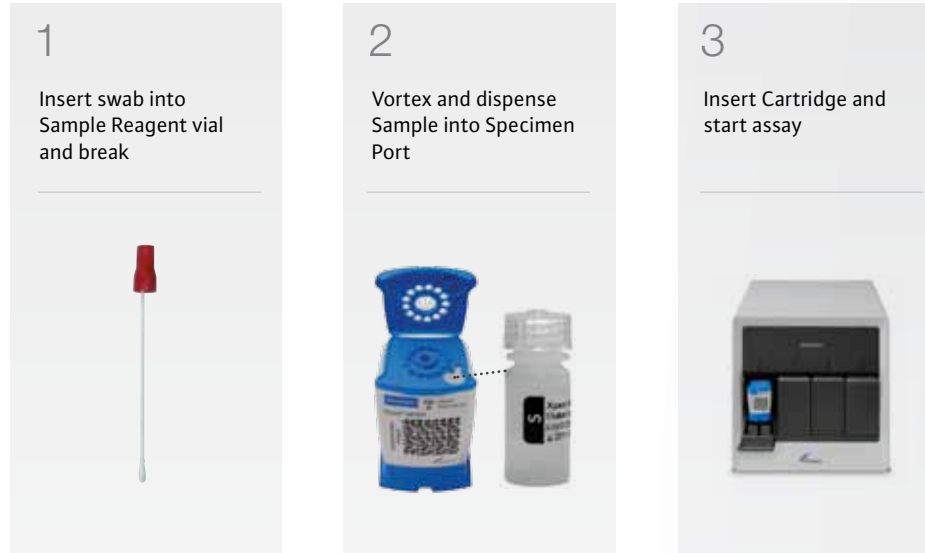 1
Insert swab into
Sample Reagent vial
and break
2
Vortex and dispense
Sample into Specimen
Port
3
Insert Cartridge and
start assay
S